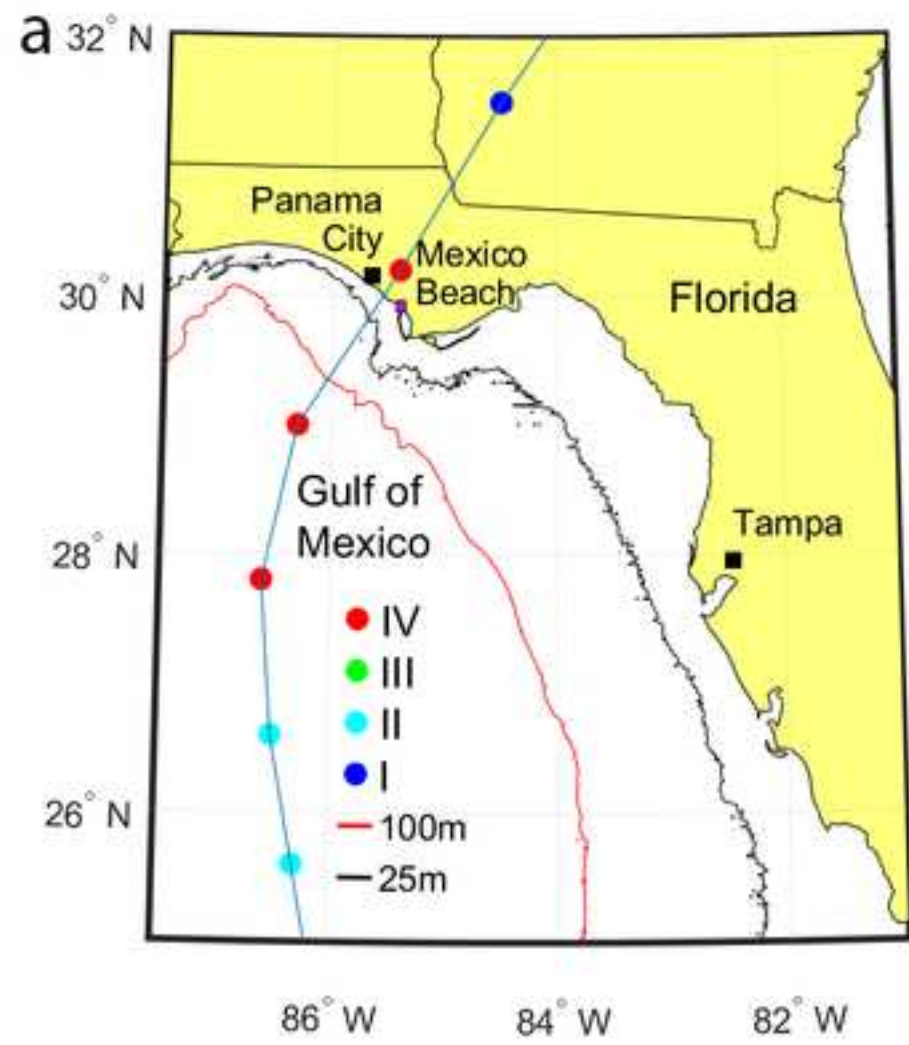 a
32° N
Panama
City
Mexico
Beach
30° N
Florida
Gulf of
Mexico
28° N
Tampa
IV
III
II
I
26° N
100m
25m
86° W
84° W
82° W